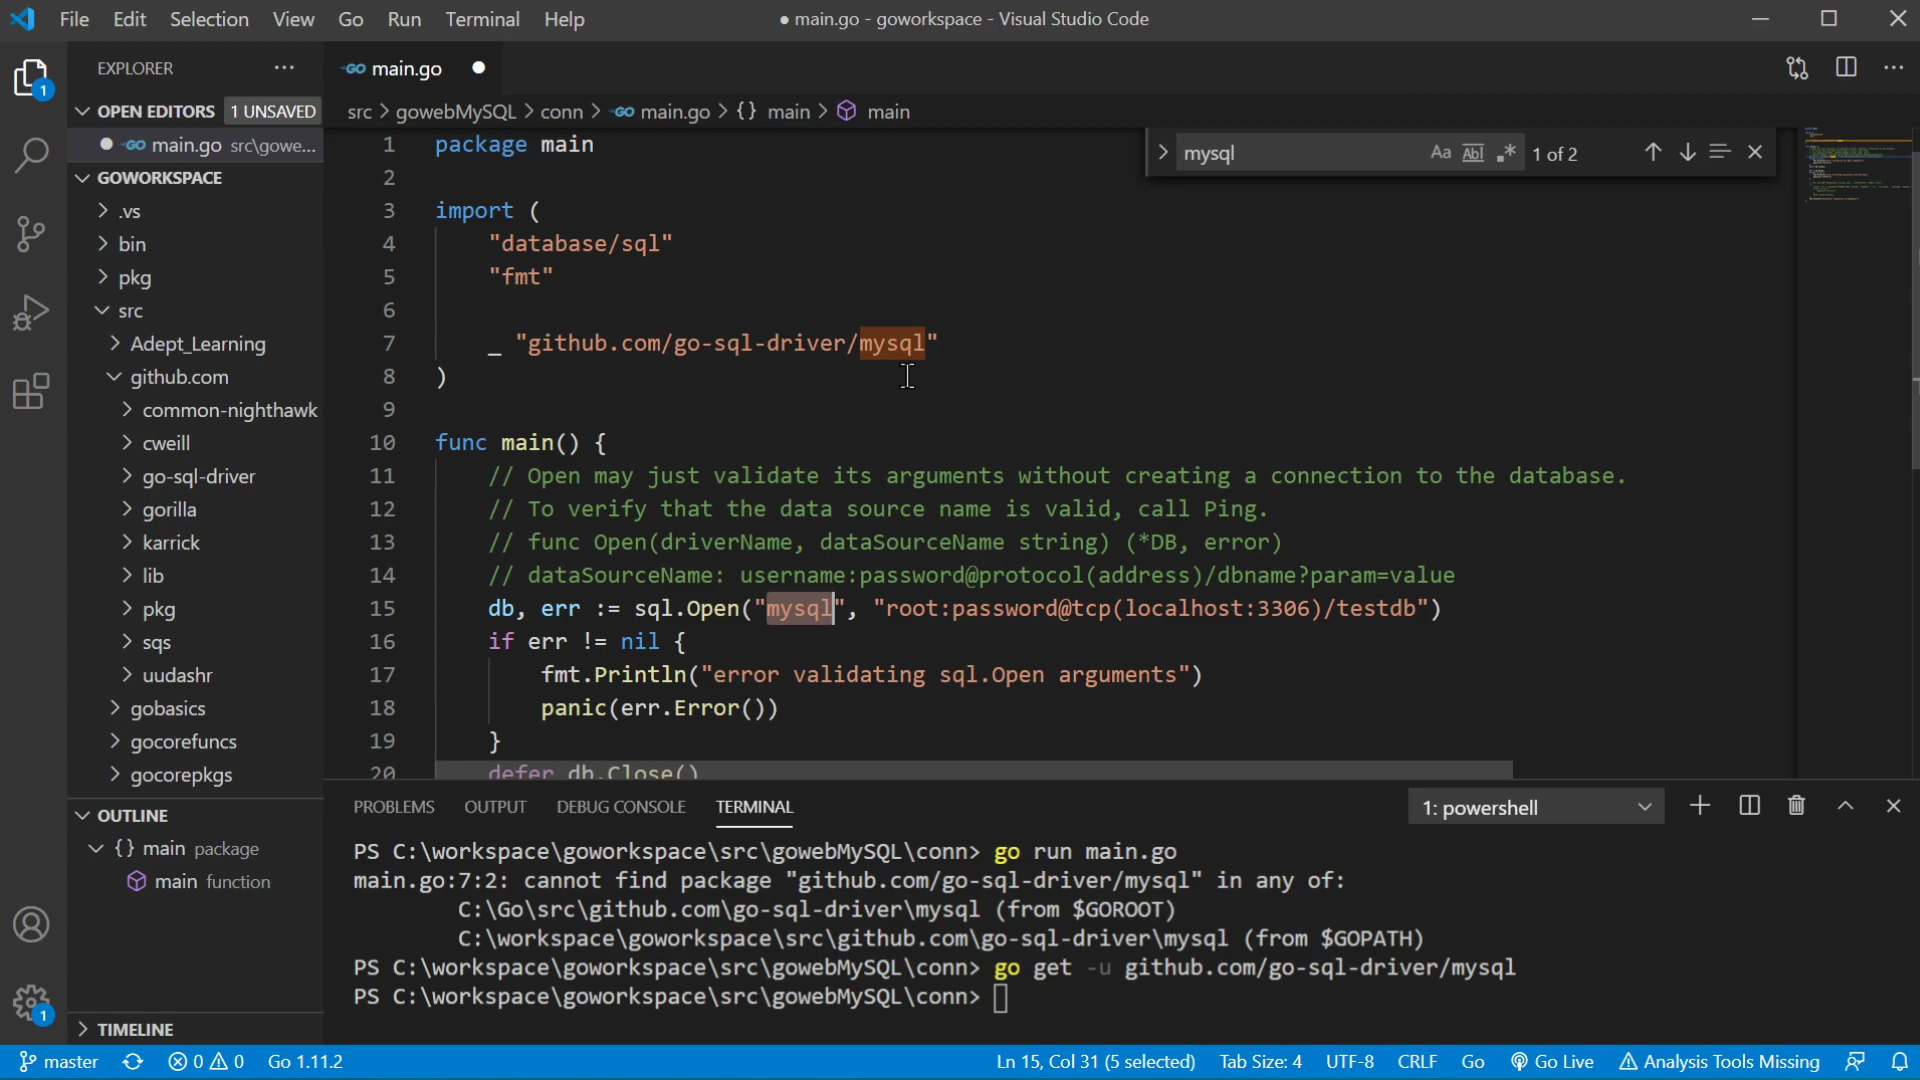 File Edit Selection View Go Run Terminal Help
● main.go - goworkspace - Visual Studio Code
EXPLORER
1
OPEN EDITORS 1 UNSAVED
main.go src\gowe...
GOWORKSPACE
.vs
bin
pkg
src
Adept_Learning
github.com
common-nighthawk
cweill
go-sql-driver
gorilla
karrick
lib
pkg
sqs
uudashr
gobasics
gocorefuncs
gocorepkgs
OUTLINE
{} main package
main function
1
TIMELINE
GO main.go
src > gowebMySQL > conn > GO main.go > {} main > main
mysql Aa Abl .* 1 of 2
1 package main
2
3 import (
4 "database/sql"
5 "fmt"
6
7 _ "github.com/go-sql-driver/mysql"
8 )
9
10 func main() {
11 // Open may just validate its arguments without creating a connection to the database.
12 // To verify that the data source name is valid, call Ping.
13 // func Open(driverName, dataSourceName string) (*DB, error)
14 // dataSourceName: username:password@protocol(address)/dbname?param=value
15 db, err := sql.Open("mysql", "root:password@tcp(localhost:3306)/testdb")
16 if err != nil {
17 fmt.Println("error validating sql.Open arguments")
18 panic(err.Error())
19 }
20 defer db.Close()
PROBLEMS OUTPUT DEBUG CONSOLE TERMINAL 1: powershell
PS C:\workspace\goworkspace\src\gowebMySQL\conn> go run main.go
main.go:7:2: cannot find package "github.com/go-sql-driver/mysql" in any of:
C:\Go\src\github.com\go-sql-driver\mysql (from $GOROOT)
C:\workspace\goworkspace\src\github.com\go-sql-driver\mysql (from $GOPATH)
PS C:\workspace\goworkspace\src\gowebMySQL\conn> go get -u github.com/go-sql-driver/mysql
PS C:\workspace\goworkspace\src\gowebMySQL\conn>
master 0 0 Go 1.11.2 Ln 15, Col 31 (5 selected) Tab Size: 4 UTF-8 CRLF Go Go Live Analysis Tools Missing